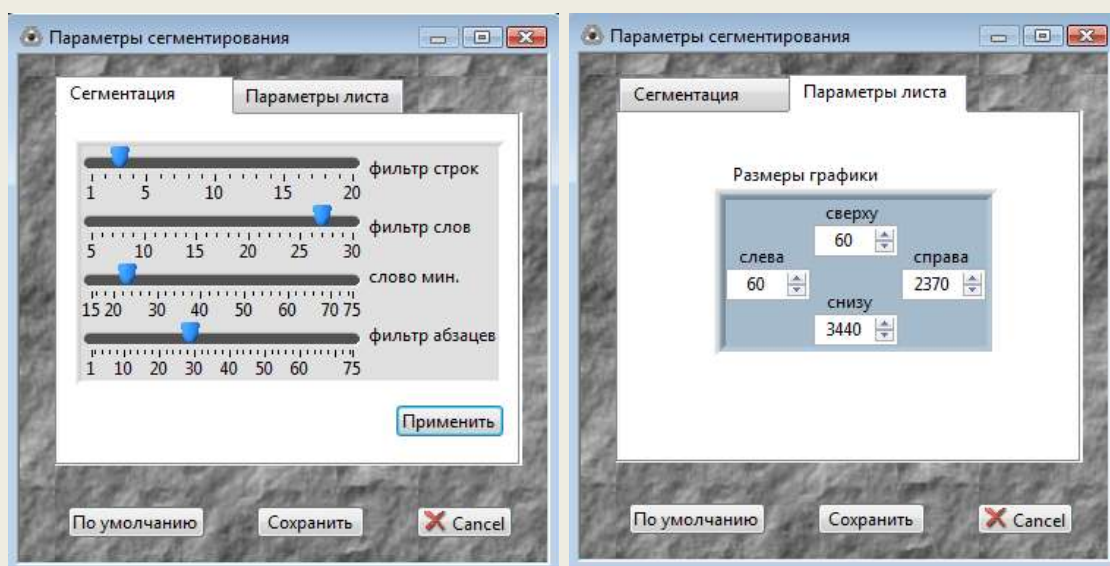 Параметры сегментирования
Сегментация Параметры листа
фильтр строк
1 5 10 15 20
фильтр слов
5 10 15 20 25 30
слово мин.
15 20 30 40 50 60 70 75
фильтр абзацев
1 10 20 30 40 50 60 75
Применить
По умолчанию Сохранить Cancel
Параметры сегментирования
Сегментация Параметры листа
Размеры графики
сверху
60
слева справа
60 2370
снизу
3440
По умолчанию Сохранить Cancel